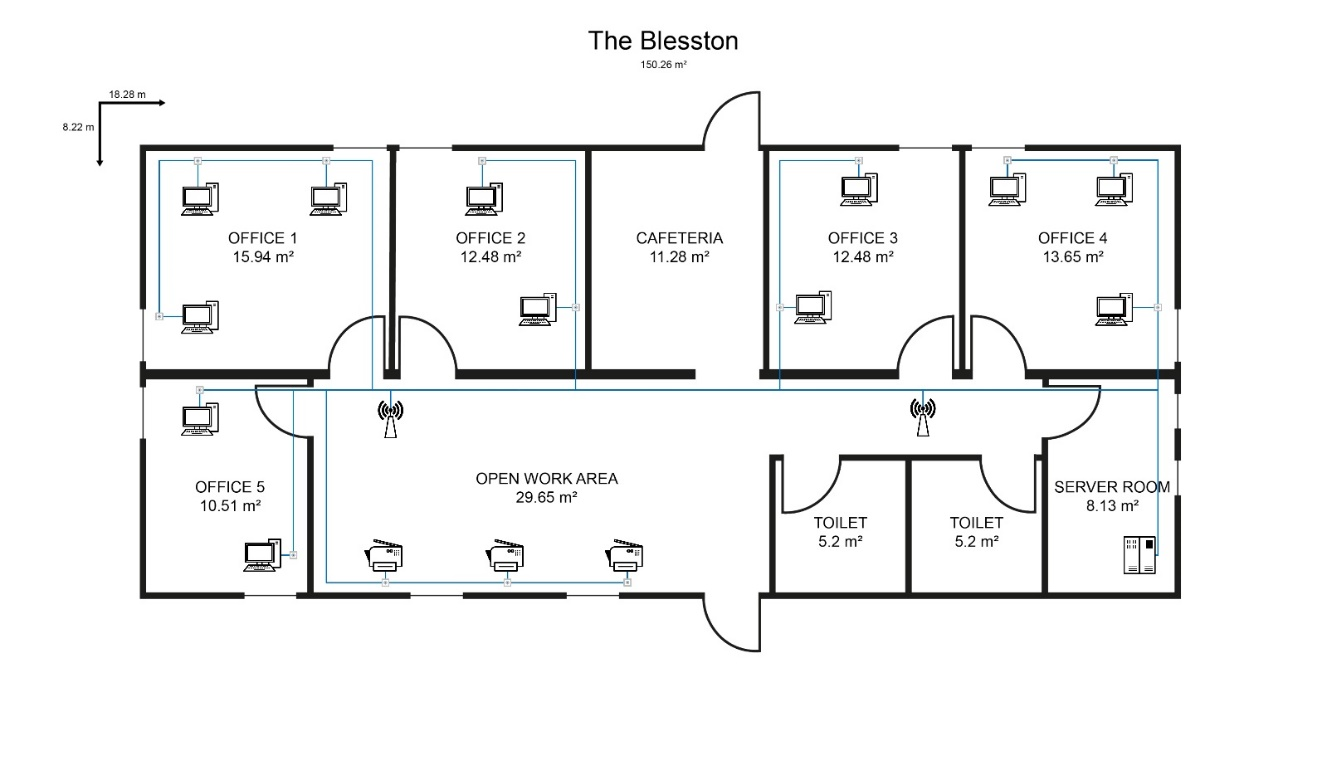 The Blesston
150.26 m²
18.28 m
8.22 m
OFFICE 1
15.94 m²
OFFICE 2
12.48 m²
CAFETERIA
11.28 m²
OFFICE 3
12.48 m²
OFFICE 4
13.65 m²
OFFICE 5
10.51 m²
OPEN WORK AREA
29.65 m²
TOILET
5.2 m²
TOILET
5.2 m²
SERVER ROOM
8.13 m²